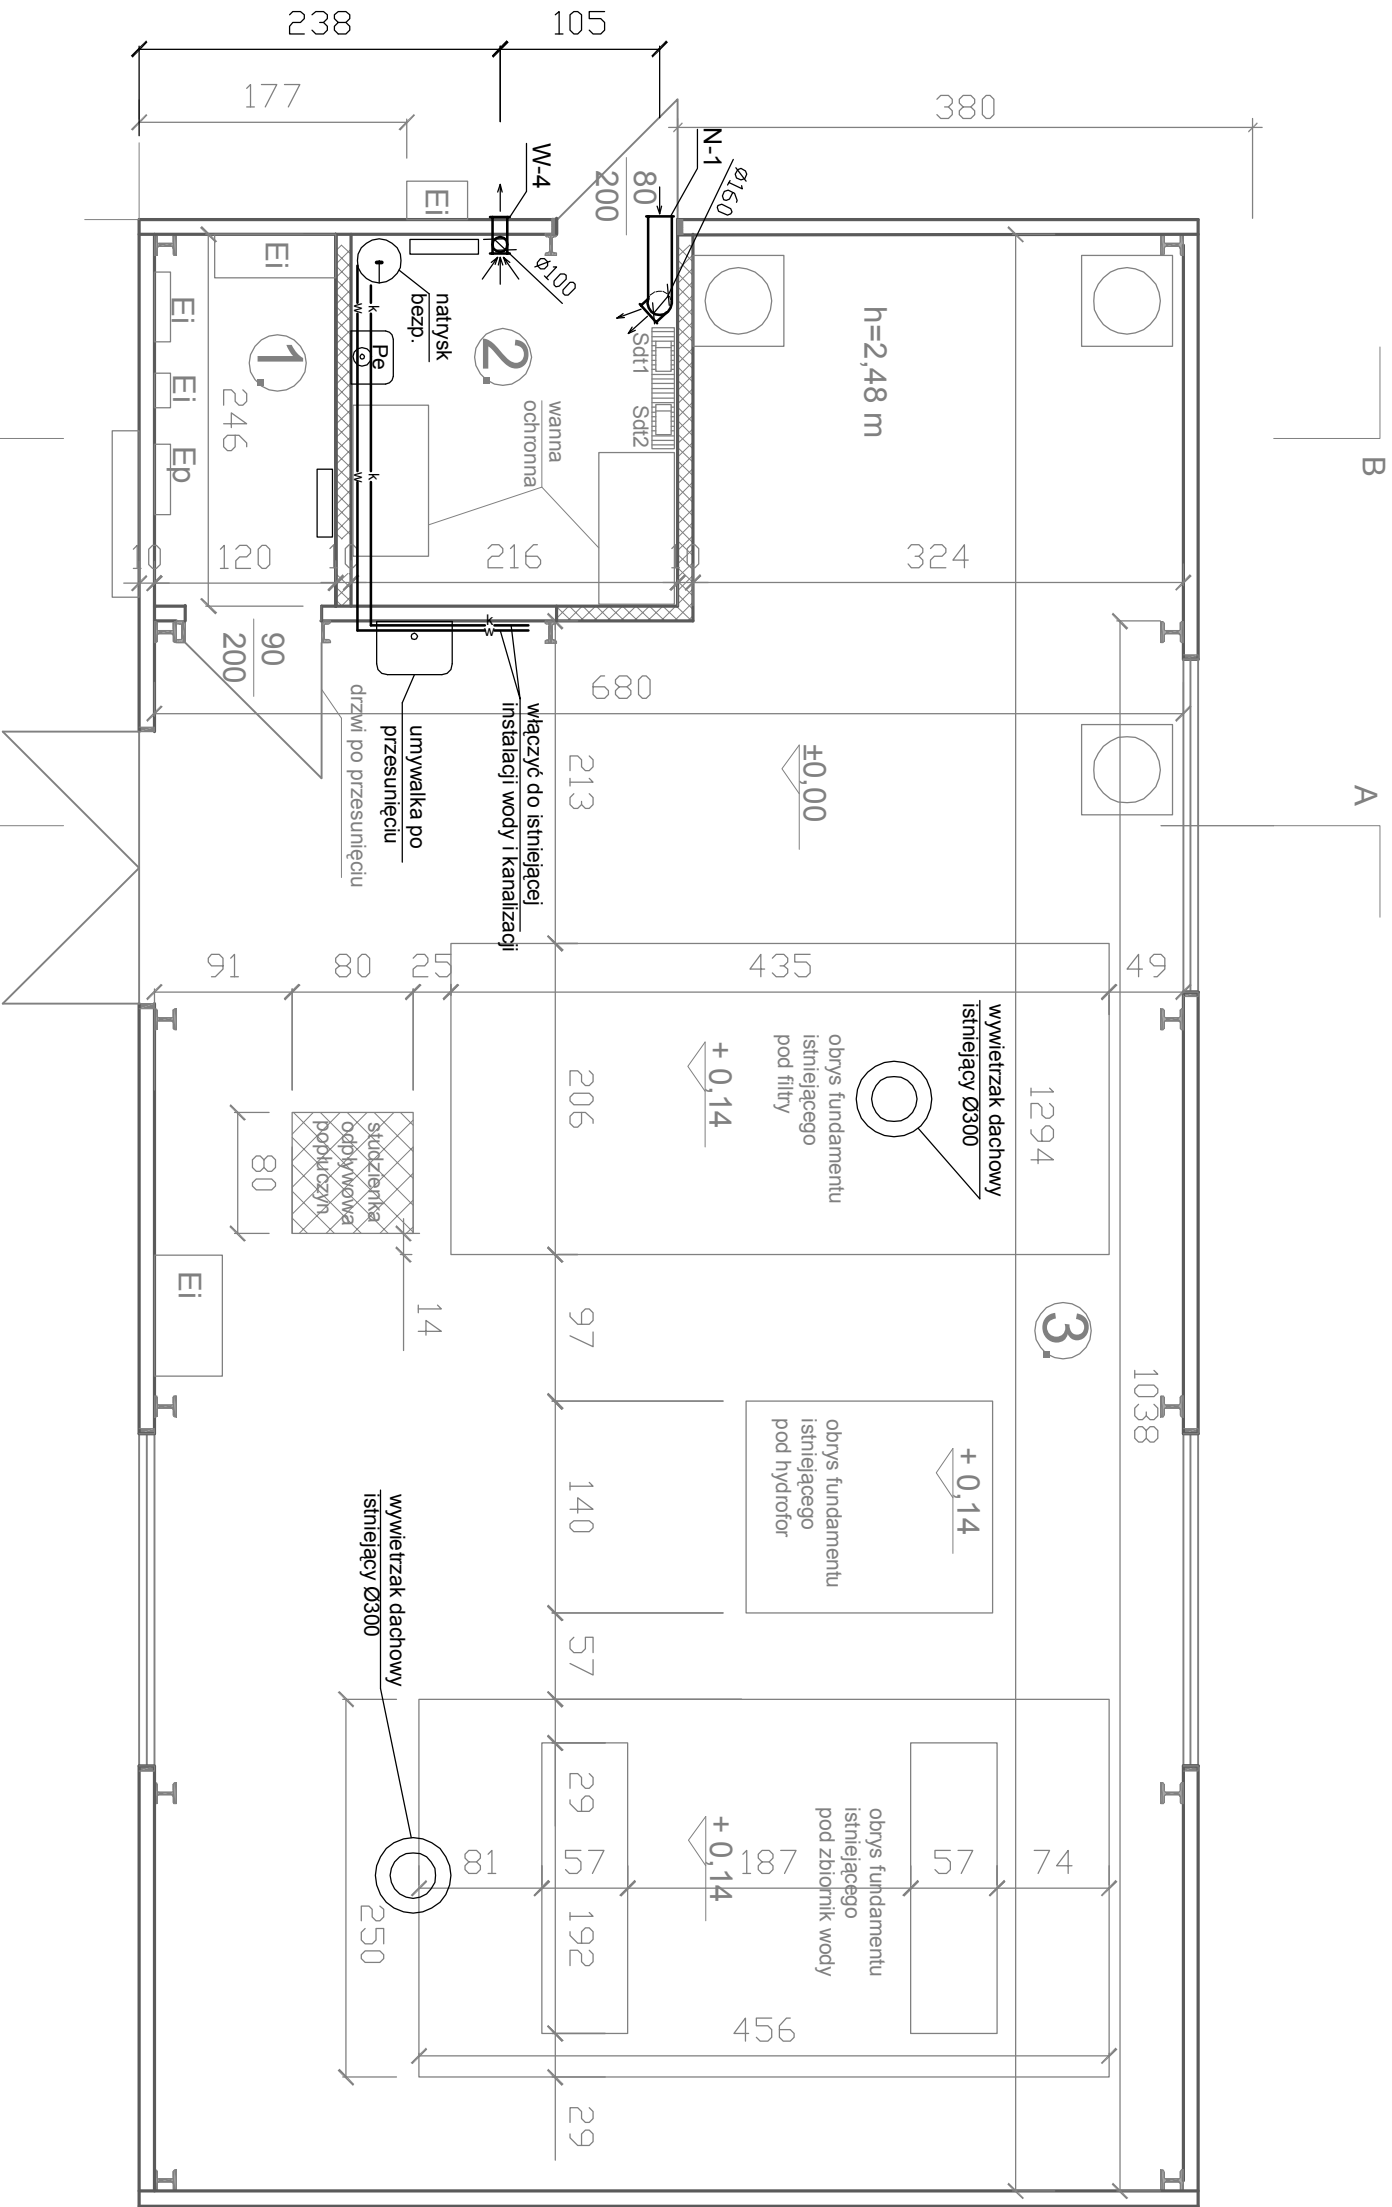 238
105
177
380
B
A
N-1
Ø160
W-4
Ø100
80
200
Ei
Ei
Ei
Ei
Ep
1
246
natrysk
bezp.
Pe
2
Sdt1
Sdt2
wanna
ochronna
h=2,48 m
k
w
k
w
10
120
10
216
10
324
90
200
k
w
680
drzwi po przesunięciu
umywalka po
przesunięciu
włączyć do istniejącej
instalacji wody i kanalizacji
213
±0,00
91
80
25
435
49
wywietrzak dachowy
istniejący Ø300
obrys fundamentu
istniejącego
pod filtry
+ 0,14
206
1294
studzienka
odpływowa
popłuczyn
80
14
Ei
97
3
1038
obrys fundamentu
istniejącego
pod hydrofor
+ 0,14
140
57
wywietrzak dachowy
istniejący Ø300
29
81
57
187
57
74
192
250
obrys fundamentu
istniejącego
pod zbiornik wody
+ 0,14
456
29